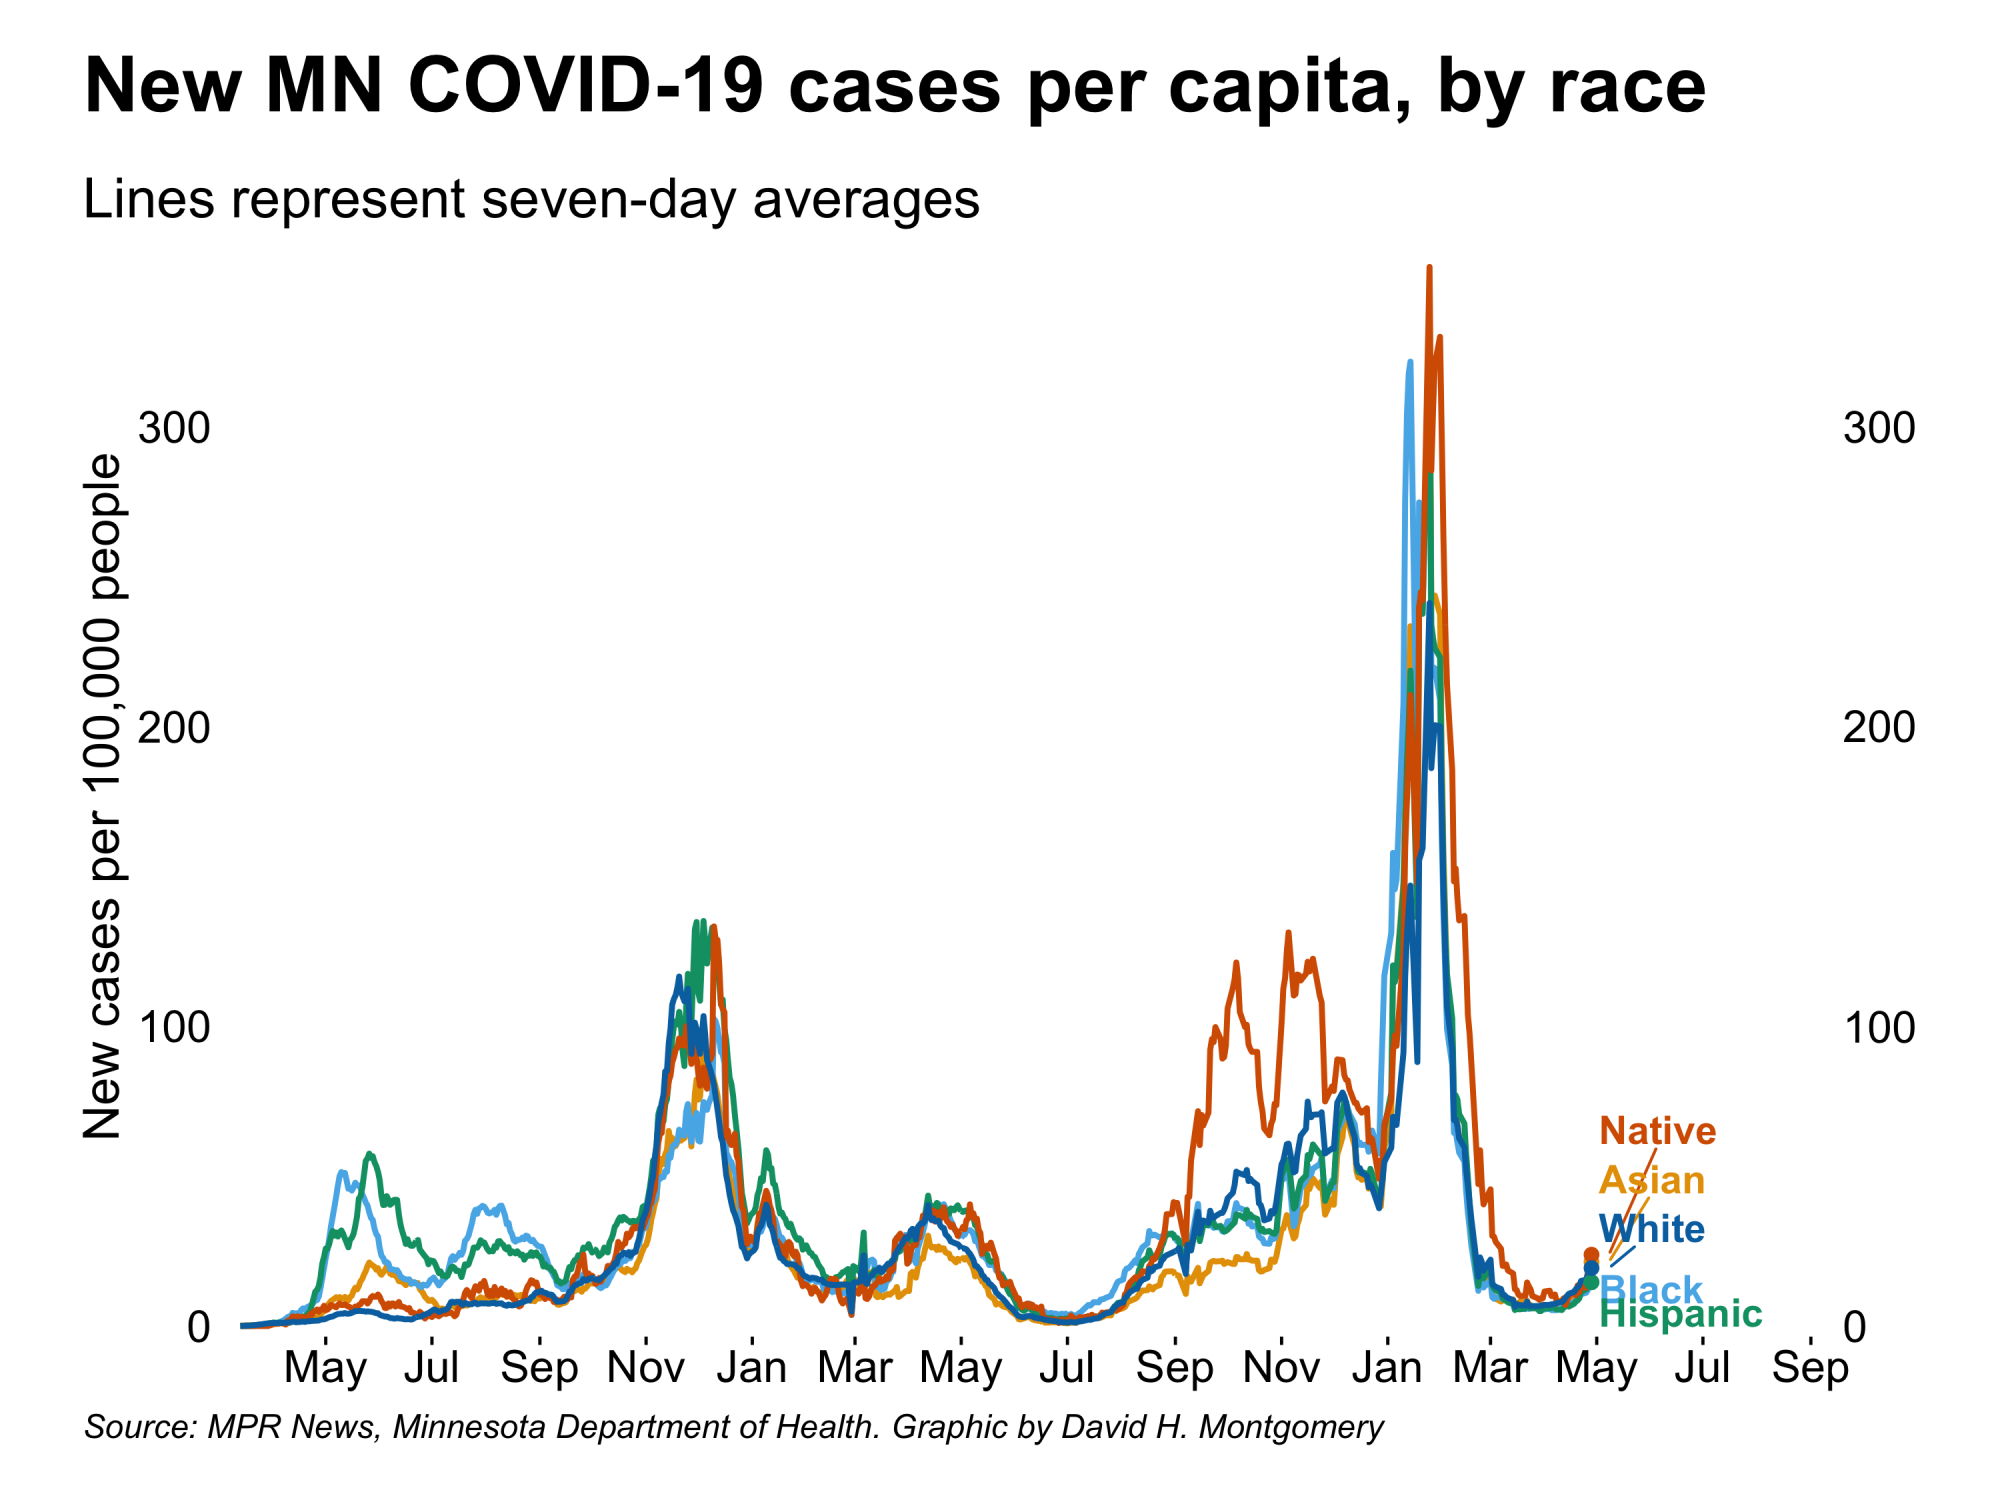 New MN COVID-19 cases per capita, by race
Lines represent seven-day averages
New cases per 100,000 people
300
300
200
200
100
100
0
0
Native
Asian
White
Black
Hispanic
May Jul Sep Nov Jan Mar May Jul Sep Nov Jan Mar May Jul Sep
Source: MPR News, Minnesota Department of Health. Graphic by David H. Montgomery